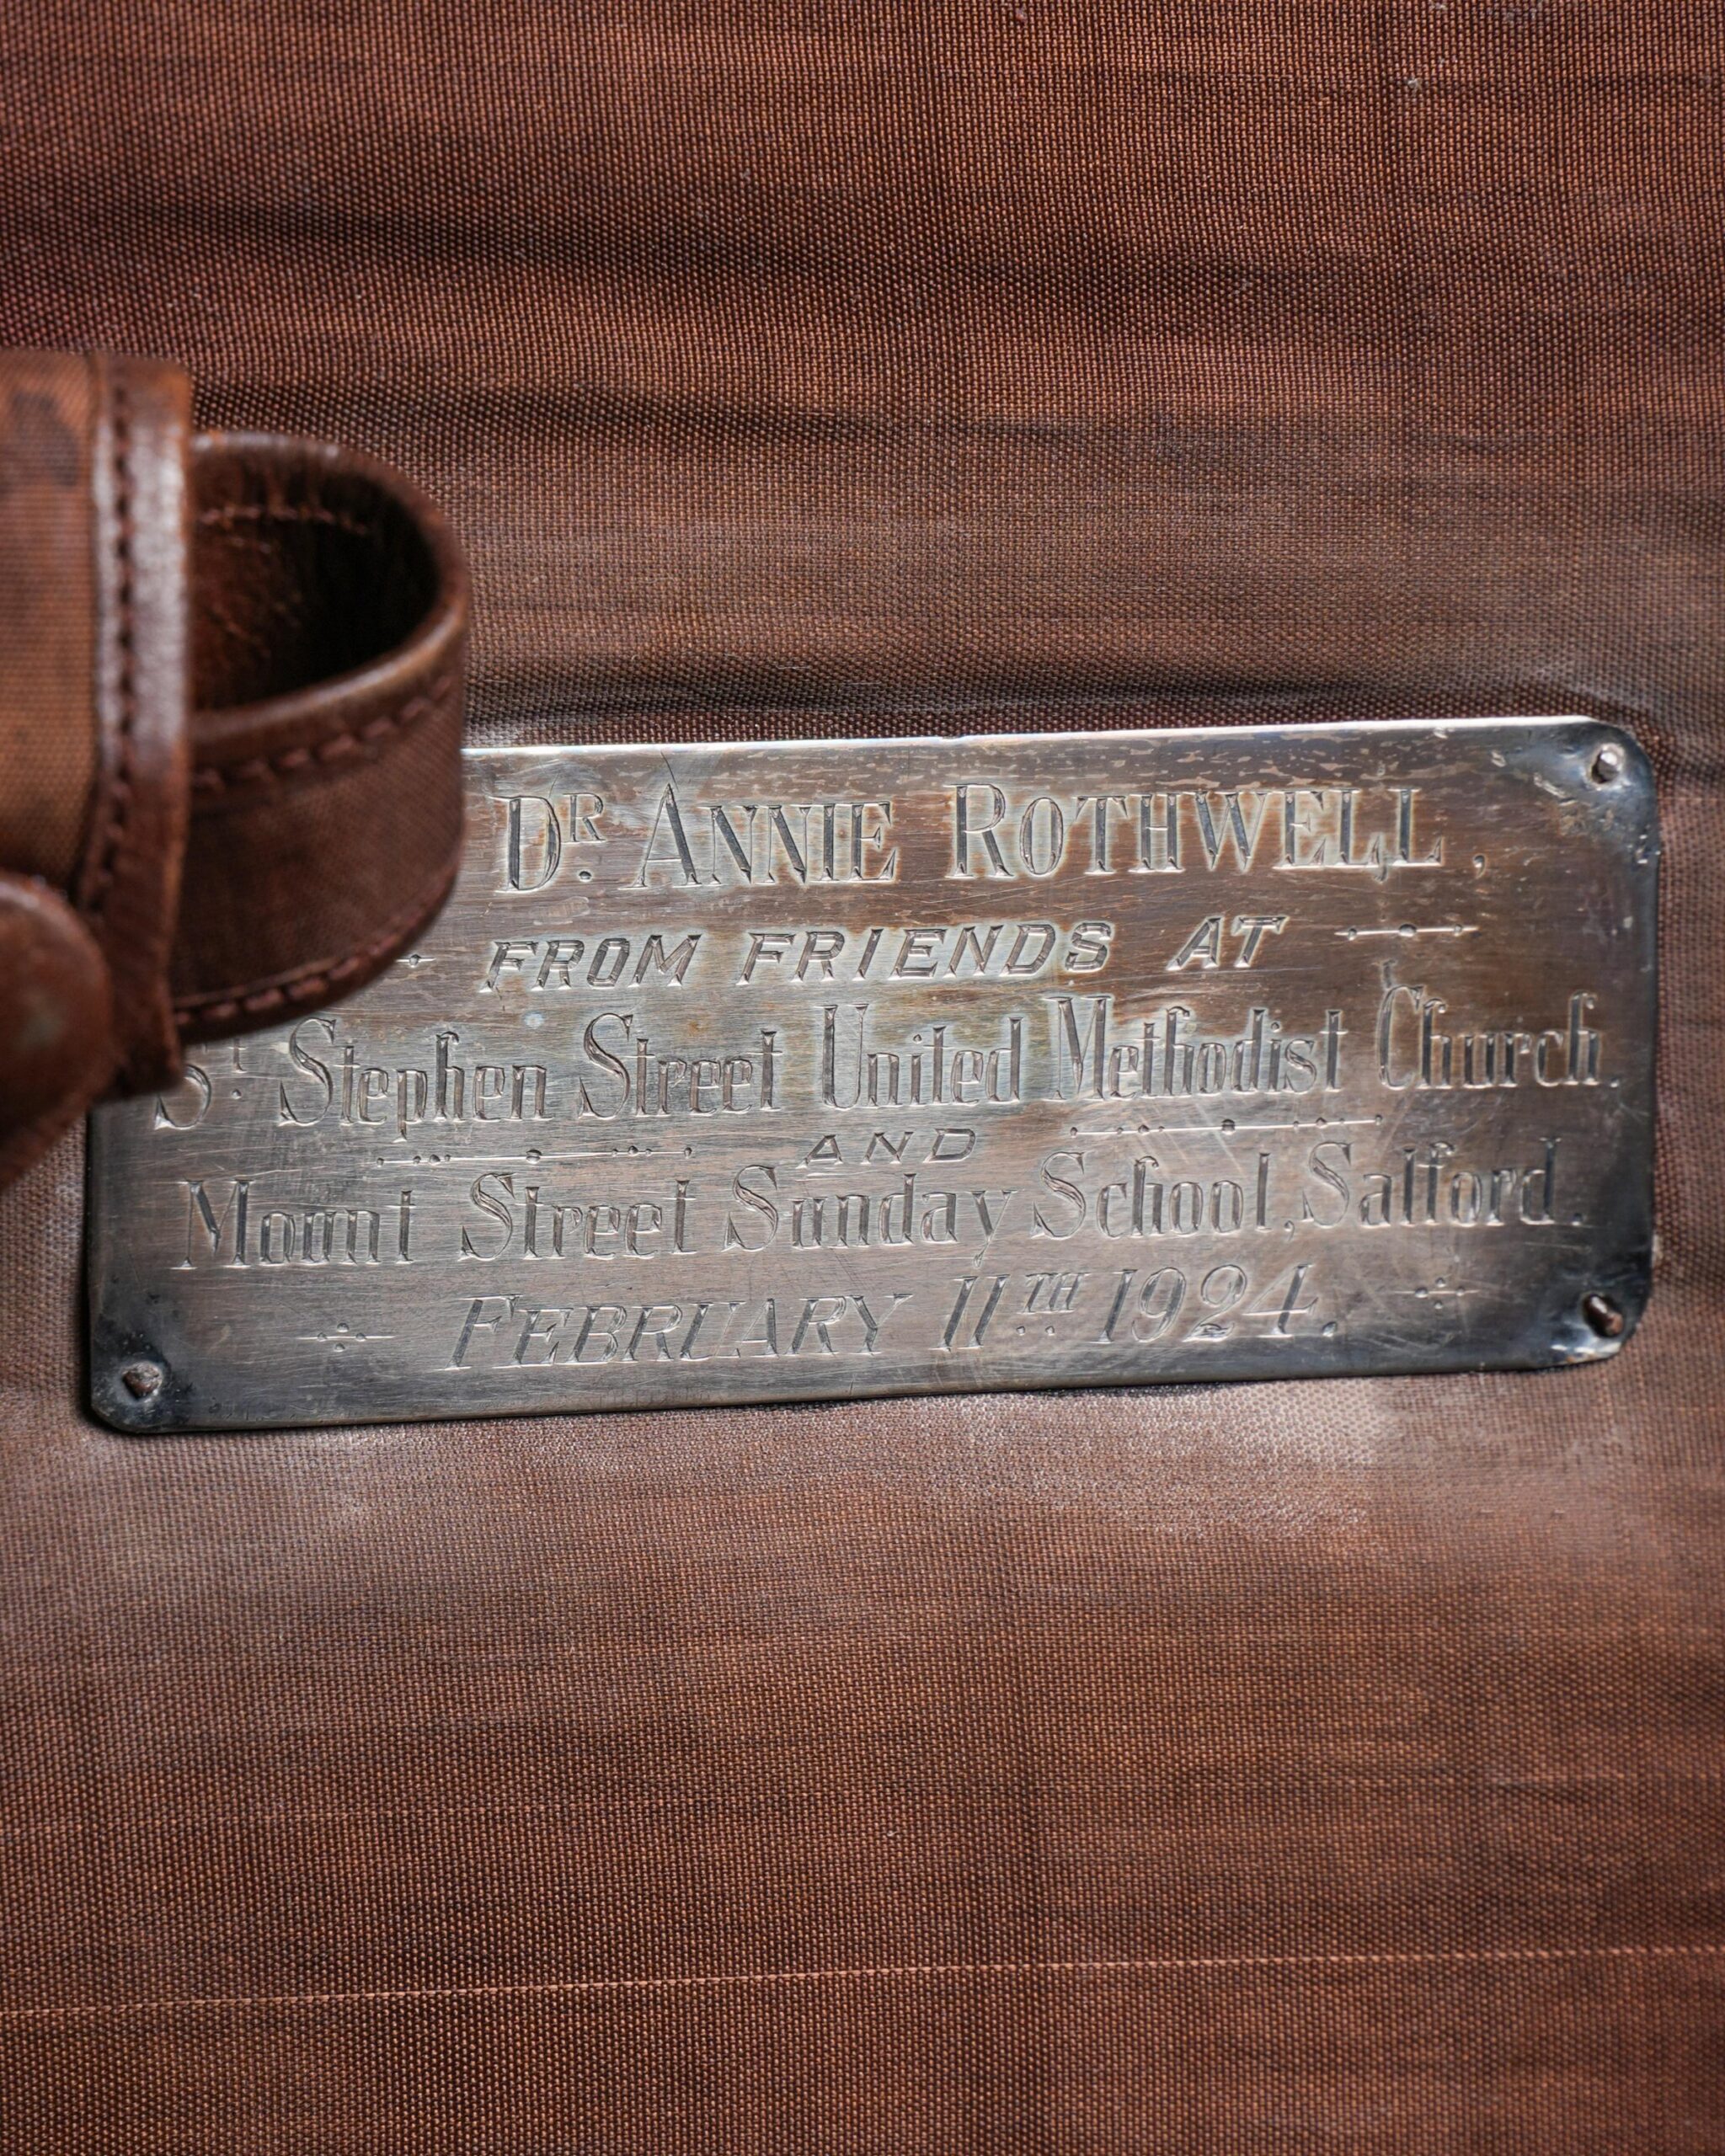 Dʀ. ANNIE ROTHWELL,
FROM FRIENDS AT
Sᵗ. Stephen Street United Methodist Church.
AND
Mount Street Sunday School, Salford.
FEBRUARY 11ᵀᴴ 1924.